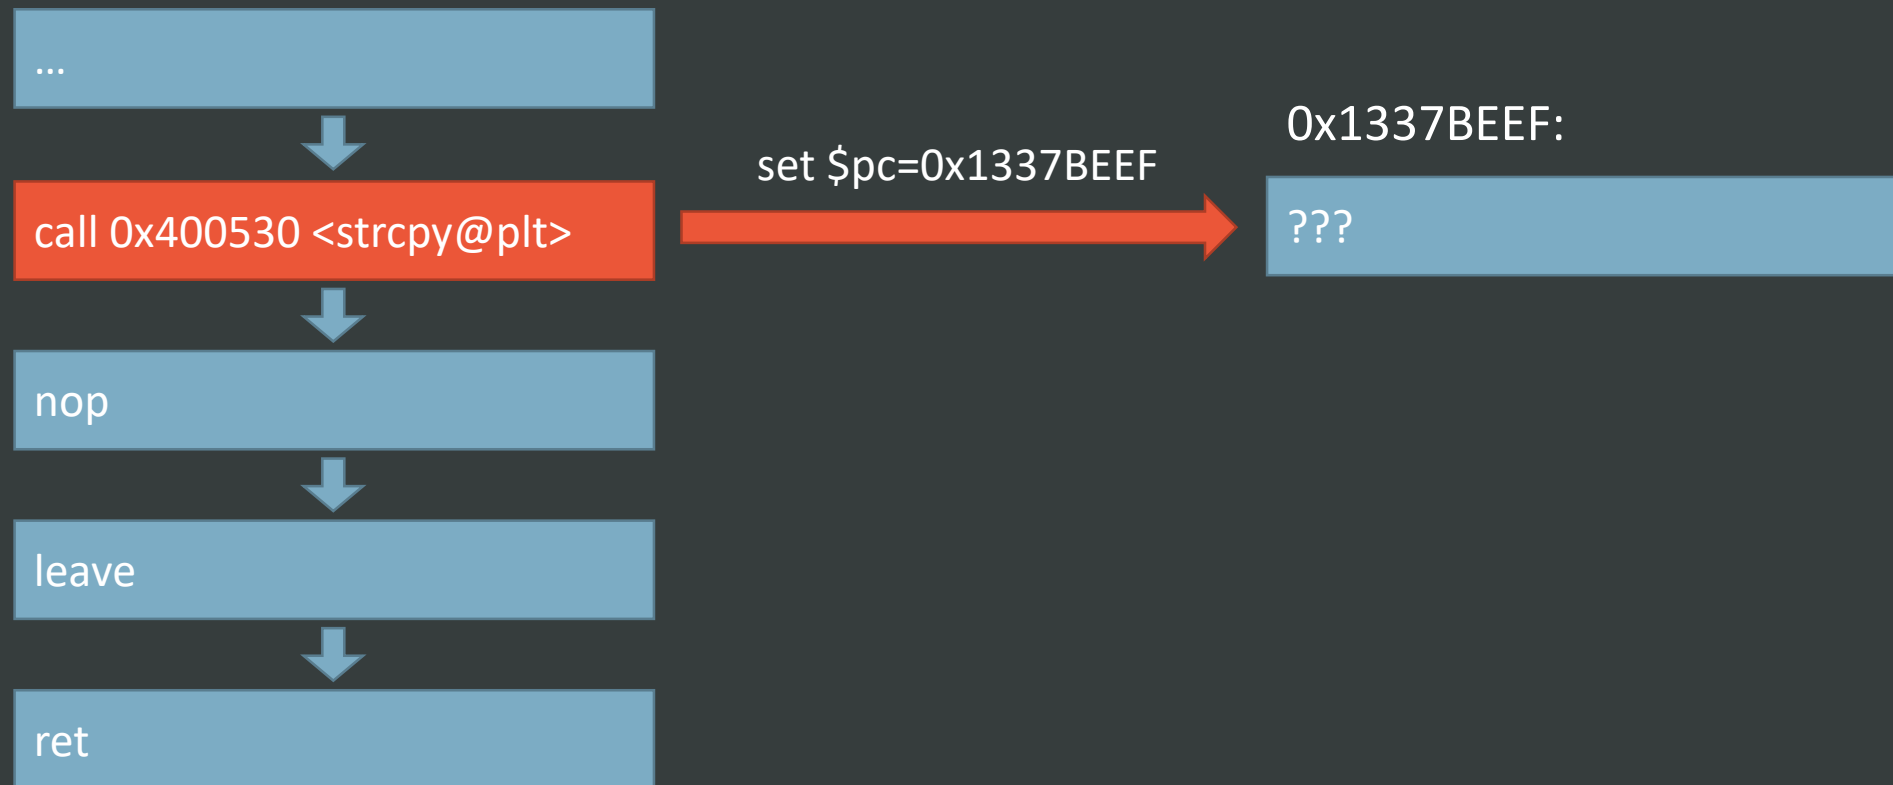 ...
call 0x400530 <strcpy@plt>
nop
leave
ret
set $pc=0x1337BEEF
0x1337BEEF:
???